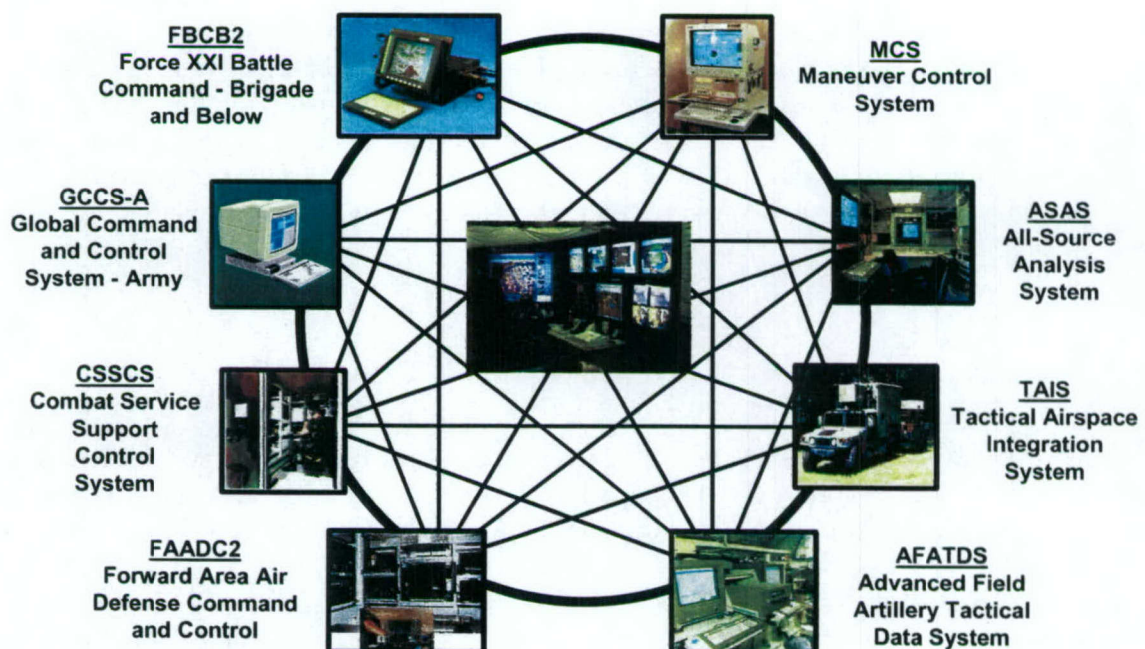 FBCB2
Force XXI Battle
Command - Brigade
and Below
MCS
Maneuver Control
System
GCCS-A
Global Command
and Control
System - Army
ASAS
All-Source
Analysis
System
CSSCS
Combat Service
Support
Control
System
TAIS
Tactical Airspace
Integration
System
FAADC2
Forward Area Air
Defense Command
and Control
AFATDS
Advanced Field
Artillery Tactical
Data System